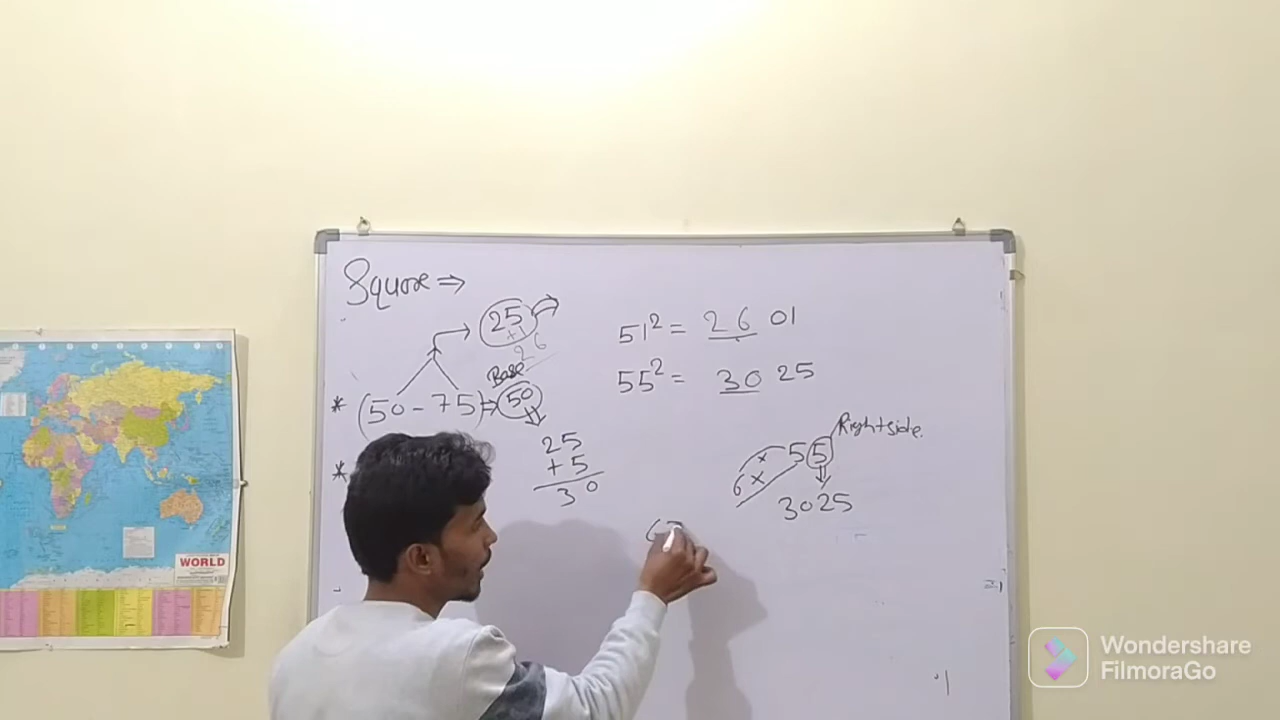 Square ⇒
25
+1
26
Base
* (50-75) ⇒ 50
*
25
+5
30
51² = 26 01
55² = 30 25
Rightside.
× 55
6×
3025
WORLD
Wondershare
FilmoraGo